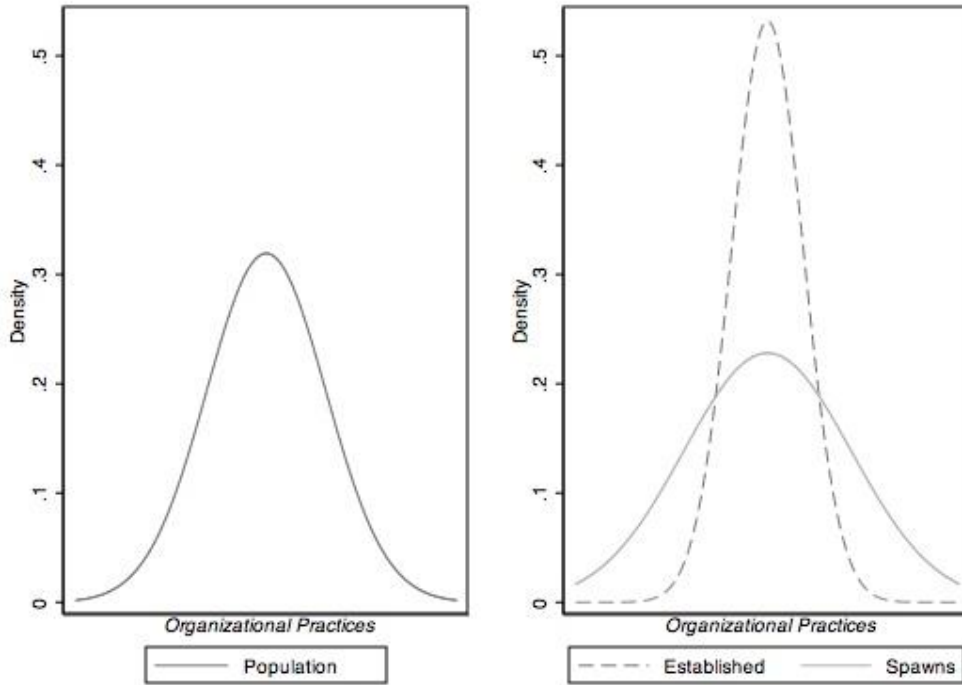 Density
.5
.4
.3
.2
.1
0
Organizational Practices
Population
Density
.5
.4
.3
.2
.1
0
Organizational Practices
Established Spawns